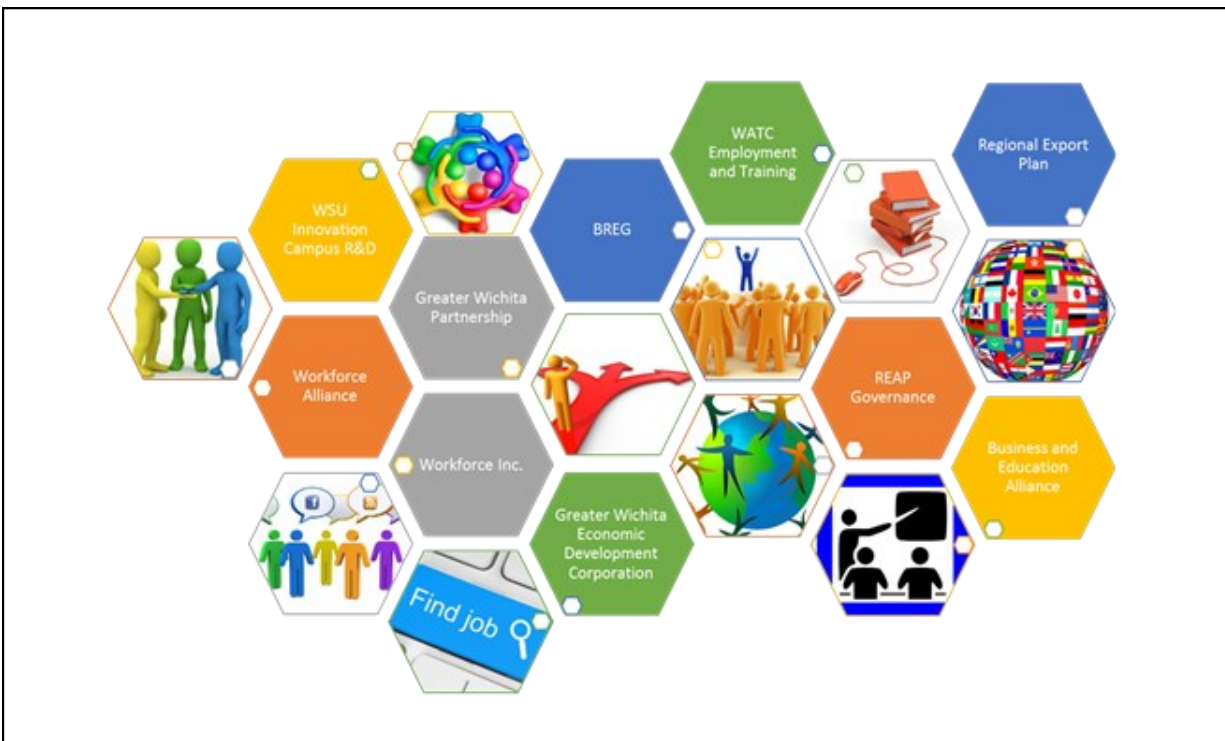 WSU
Innovation
Campus R&D
Greater Wichita
Partnership
BREG
WATC
Employment
and Training
Regional Export
Plan
Workforce
Alliance
Workforce Inc.
Greater Wichita
Economic
Development
Corporation
REAP
Governance
Business and
Education
Alliance
f
Find job